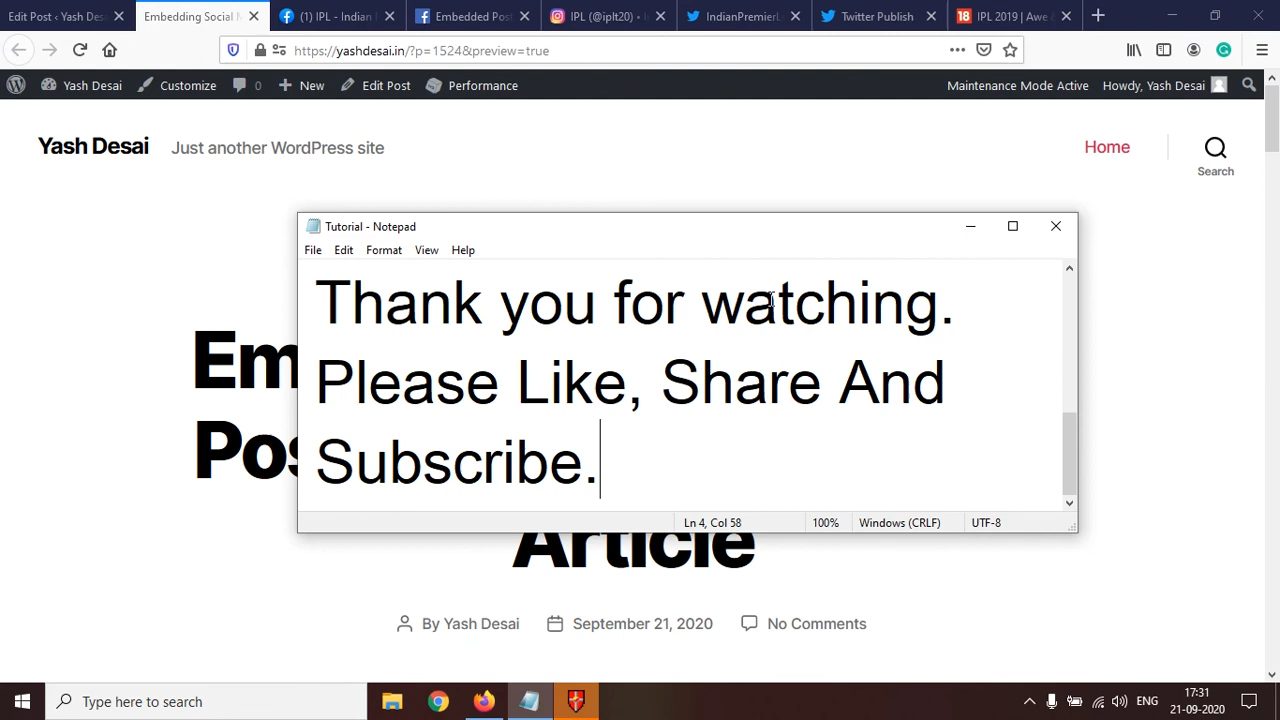 Edit Post ‹ Yash Desai
Embedding Social M
(1) IPL - Indian
Embedded Post
IPL (@iplt20) •
IndianPremierL
Twitter Publish
IPL 2019 | Awe
https://yashdesai.in/?p=1524&preview=true
Yash Desai
Customize
0
New
Edit Post
Performance
Maintenance Mode Active
Howdy, Yash Desai
Yash Desai
Just another WordPress site
Home
Search
Tutorial - Notepad
File Edit Format View Help
Thank you for watching.
Please Like, Share And
Subscribe.
Ln 4, Col 58
100%
Windows (CRLF)
UTF-8
Em
Pos
Article
By Yash Desai
September 21, 2020
No Comments
Type here to search
ENG
17:31
21-09-2020